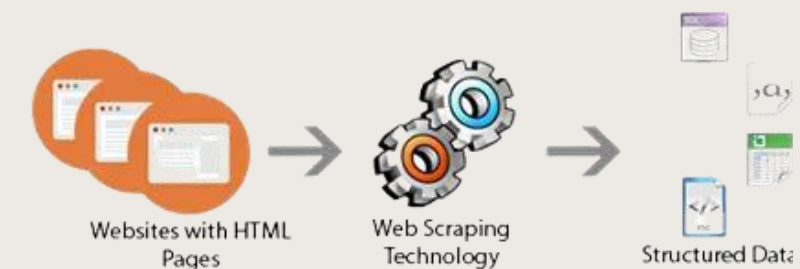 ,a,
Websites with HTML
Pages
Web Scraping
Technology
Structured Data